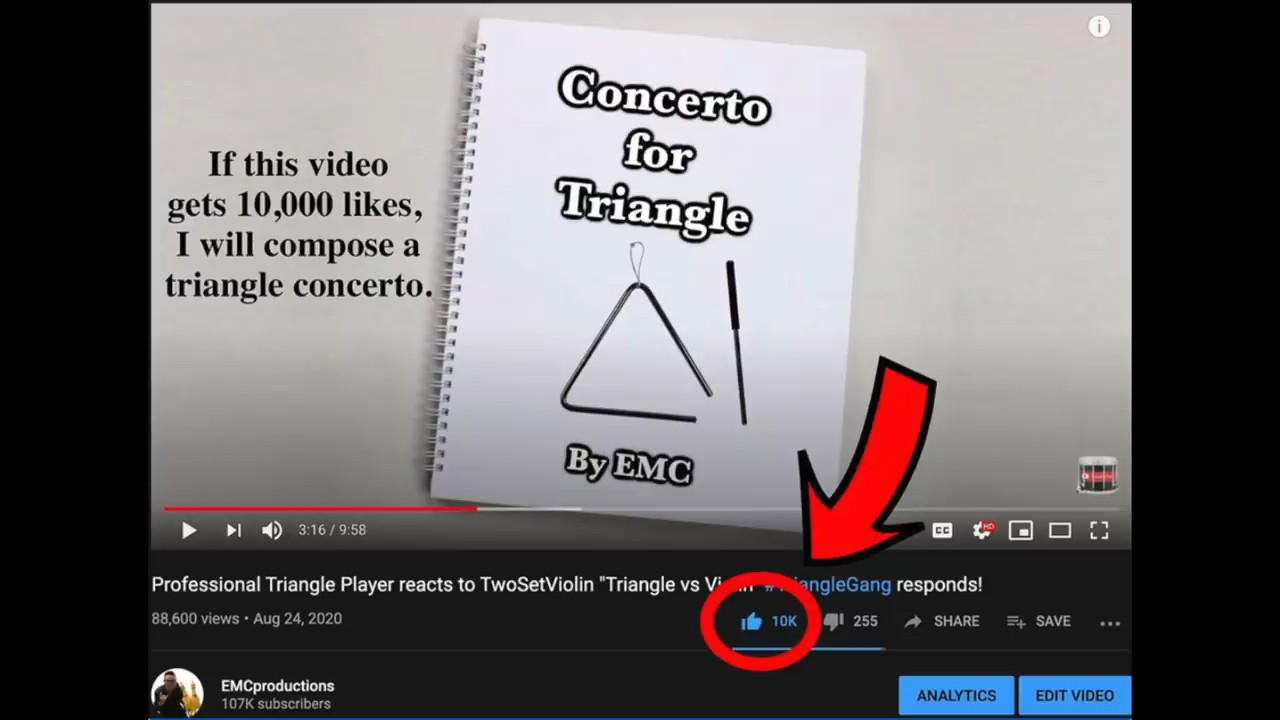 If this video
gets 10,000 likes,
I will compose a
triangle concerto.
Concerto
for
Triangle
By EMC
3:16 / 9:58
CC
HD
Professional Triangle Player reacts to TwoSetViolin "Triangle vs responds!
88,600 views • Aug 24, 2020
10K
255
SHARE
SAVE
EMCproductions
107K subscribers
ANALYTICS
EDIT VIDEO